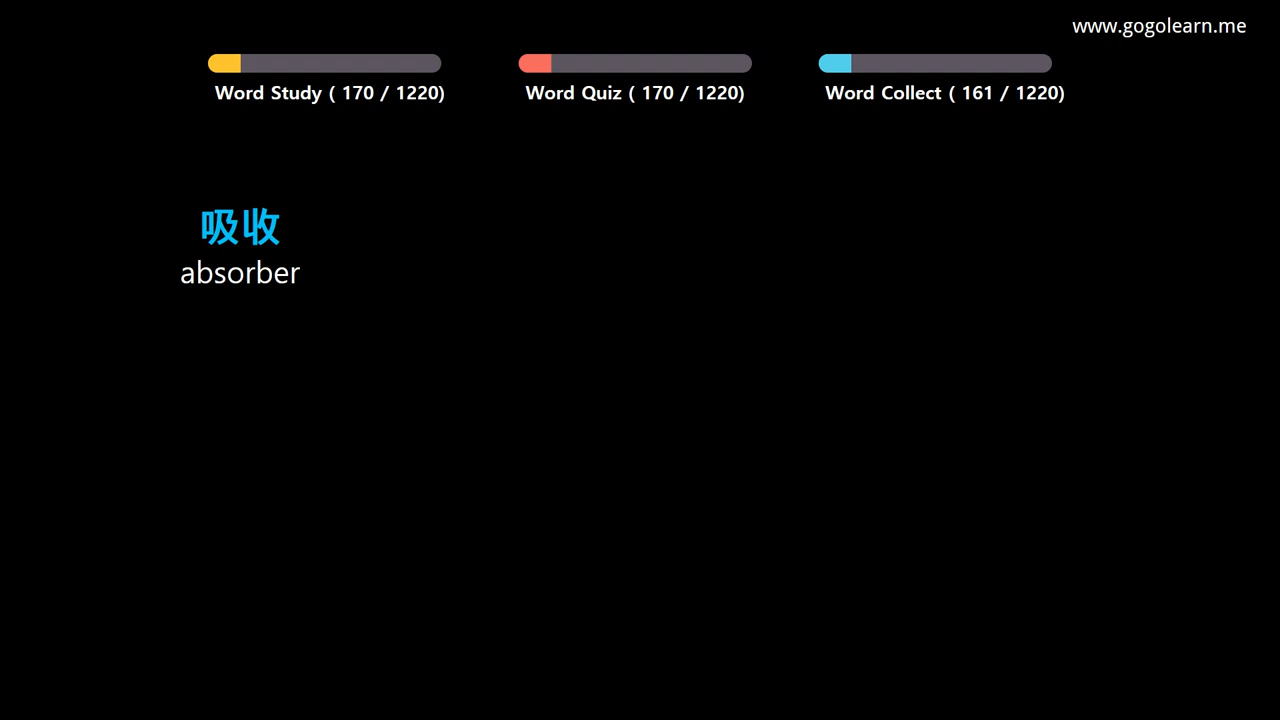 www.gogolearn.me
Word Study ( 170 / 1220)
Word Quiz ( 170 / 1220)
Word Collect ( 161 / 1220)
吸收
absorber